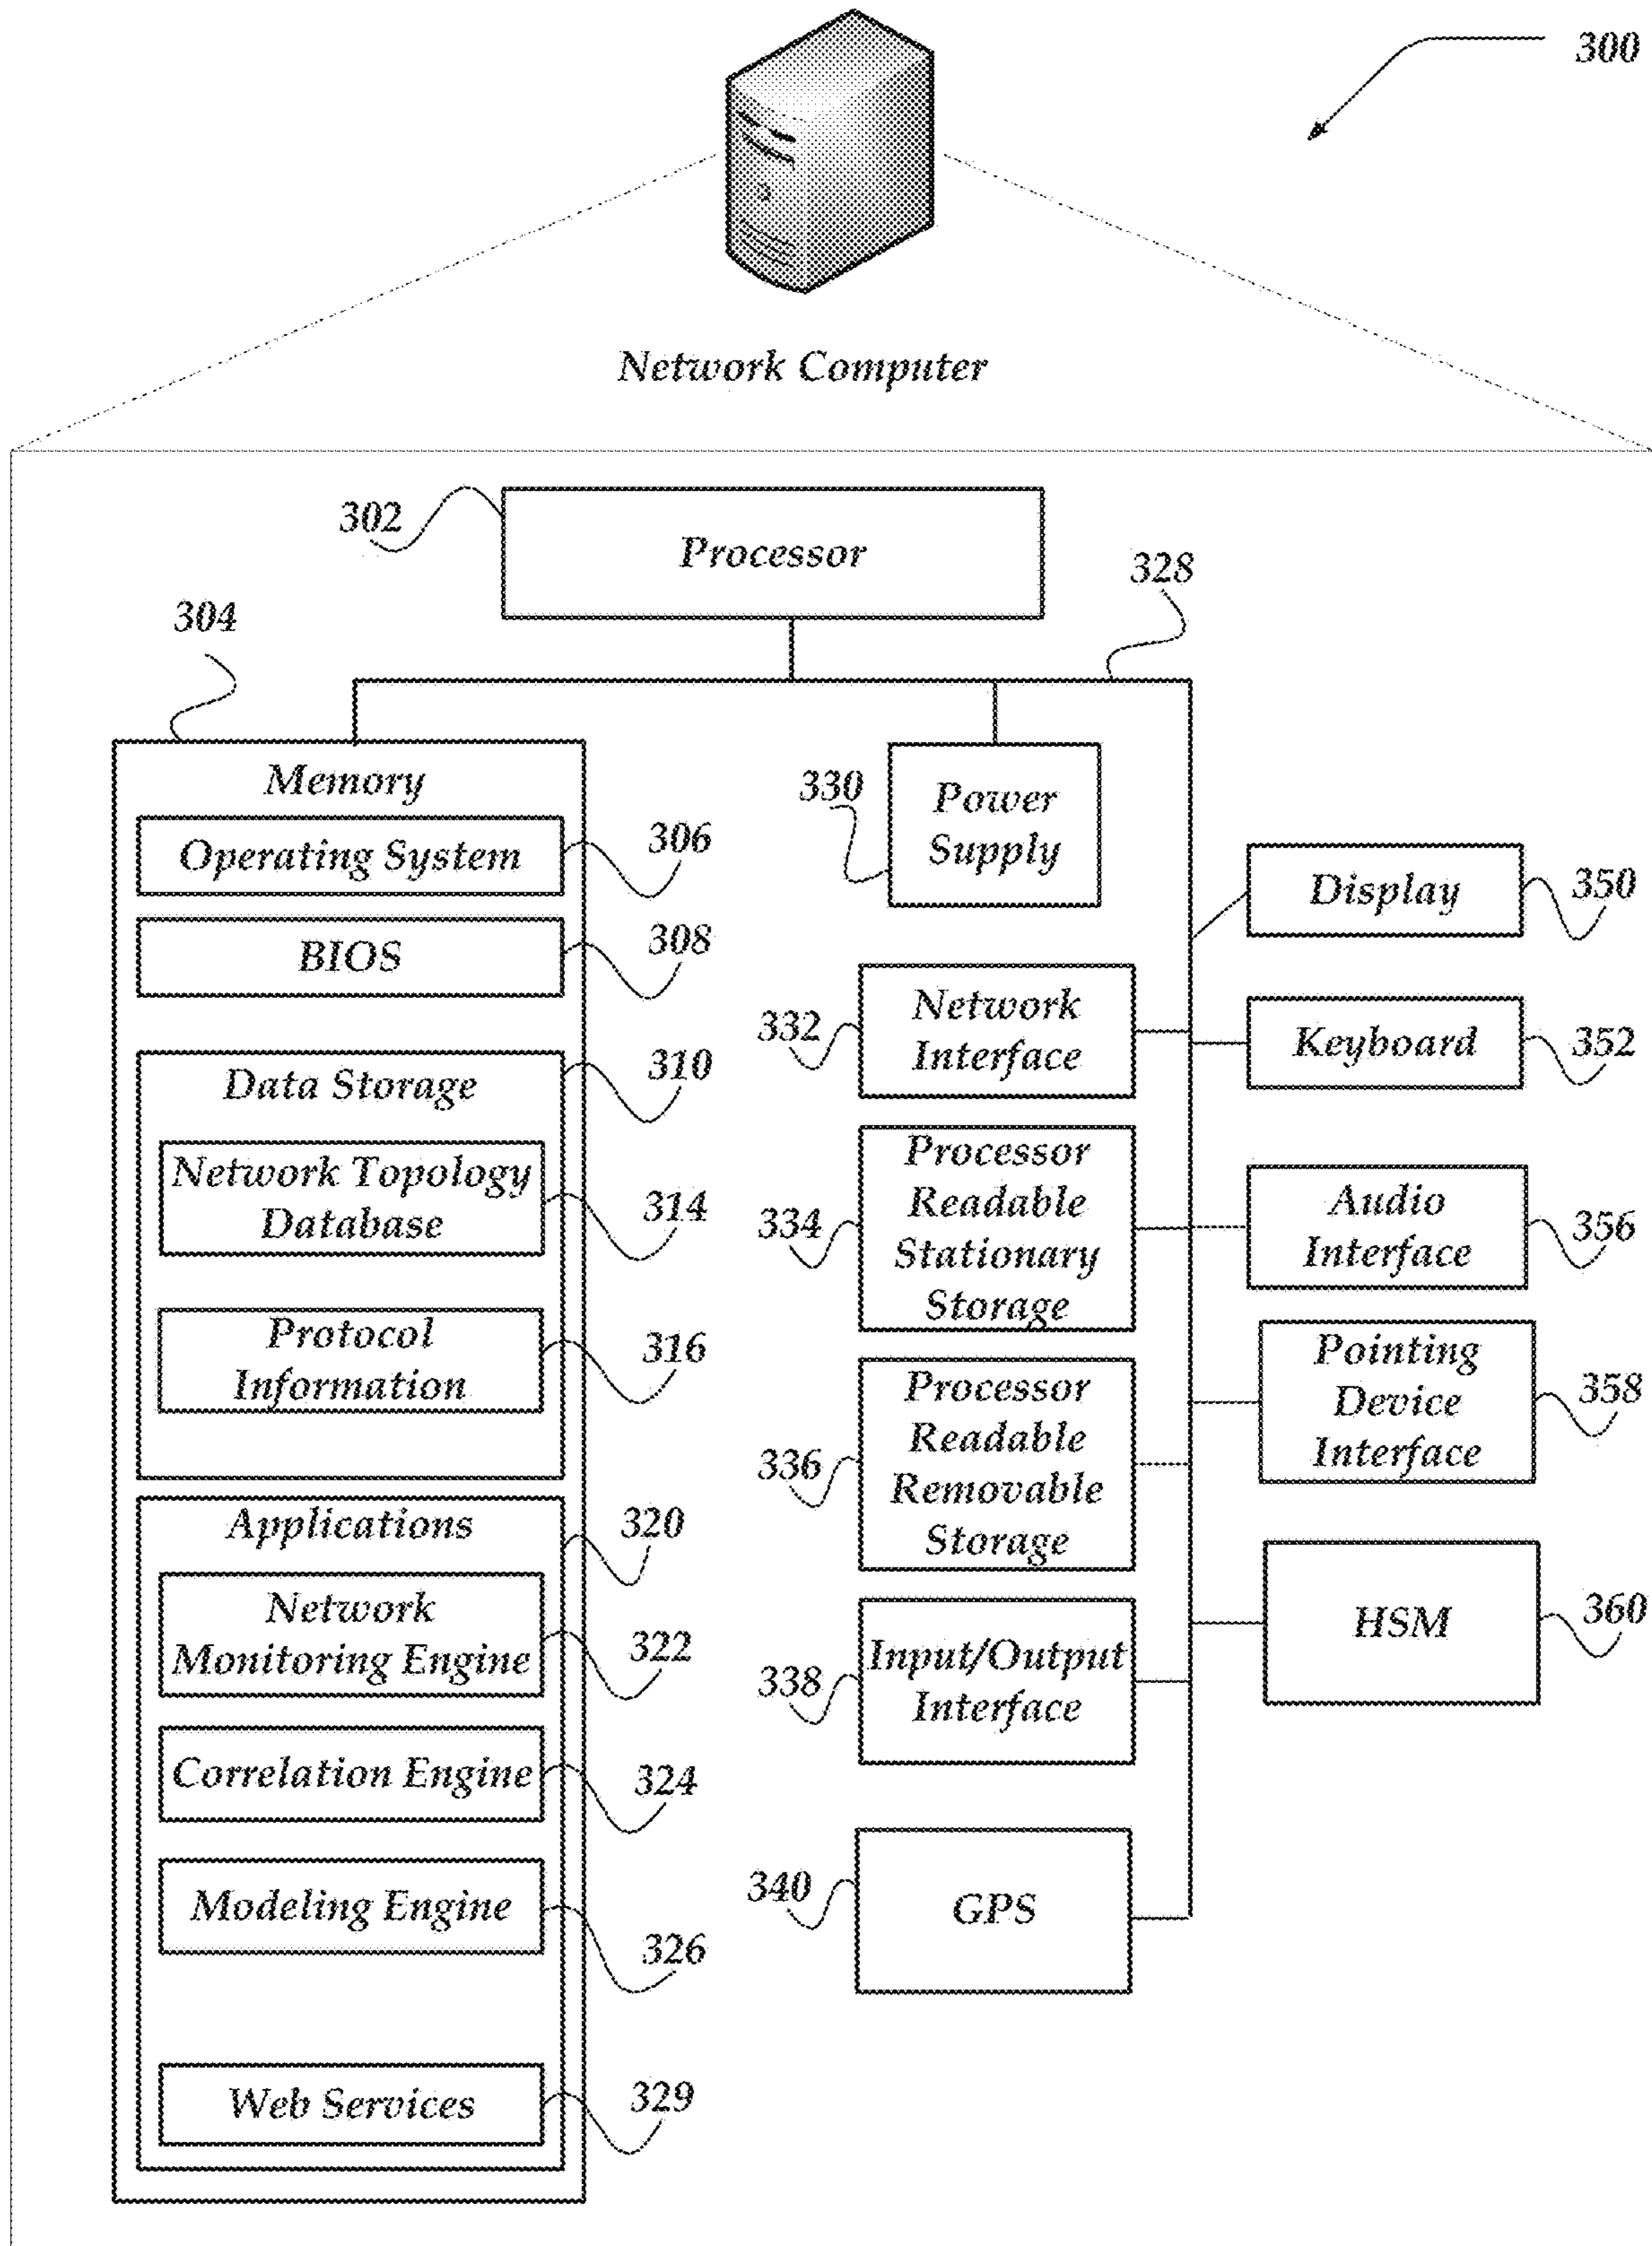 300
Network Computer
302
Processor
328
304
Memory
Operating System
306
BIOS
308
Data Storage
310
Network Topology
Database
314
Protocol
Information
316
Applications
320
Network
Monitoring Engine
322
Correlation Engine
324
Modeling Engine
326
Web Services
329
330
Power
Supply
332
Network
Interface
334
Processor
Readable
Stationary
Storage
336
Processor
Readable
Removable
Storage
338
Input/Output
Interface
340
GPS
Display
350
Keyboard
352
Audio
Interface
356
Pointing
Device
Interface
358
HSM
360